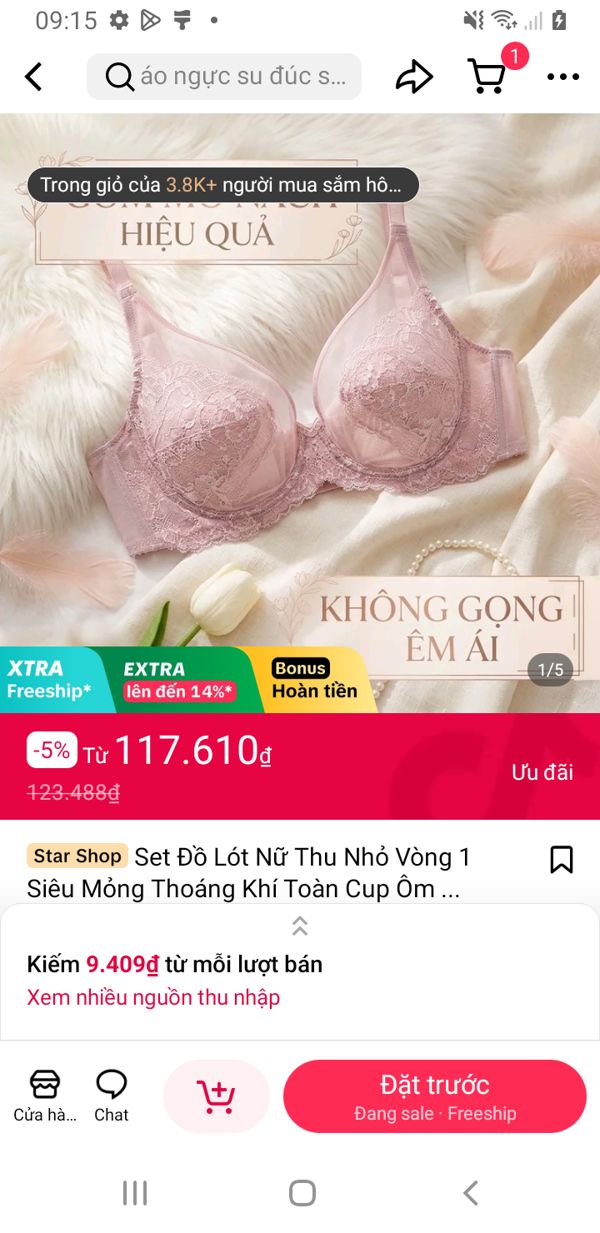 09:15
áo ngực su đúc s...
1
Trong giỏ của 3.8K+ người mua sắm hô...
HIỆU QUẢ
KHÔNG GỌNG
ÊM ÁI
1/5
XTRA
Freeship*
EXTRA
lên đến 14%*
Bonus
Hoàn tiền
-5% Từ 117.610₫
123.488₫
Ưu đãi
Star Shop Set Đồ Lót Nữ Thu Nhỏ Vòng 1
Siêu Mỏng Thoáng Khí Toàn Cup Ôm ...
Kiếm 9.409₫ từ mỗi lượt bán
Xem nhiều nguồn thu nhập
Cửa hà...
Chat
Đặt trước
Đang sale · Freeship